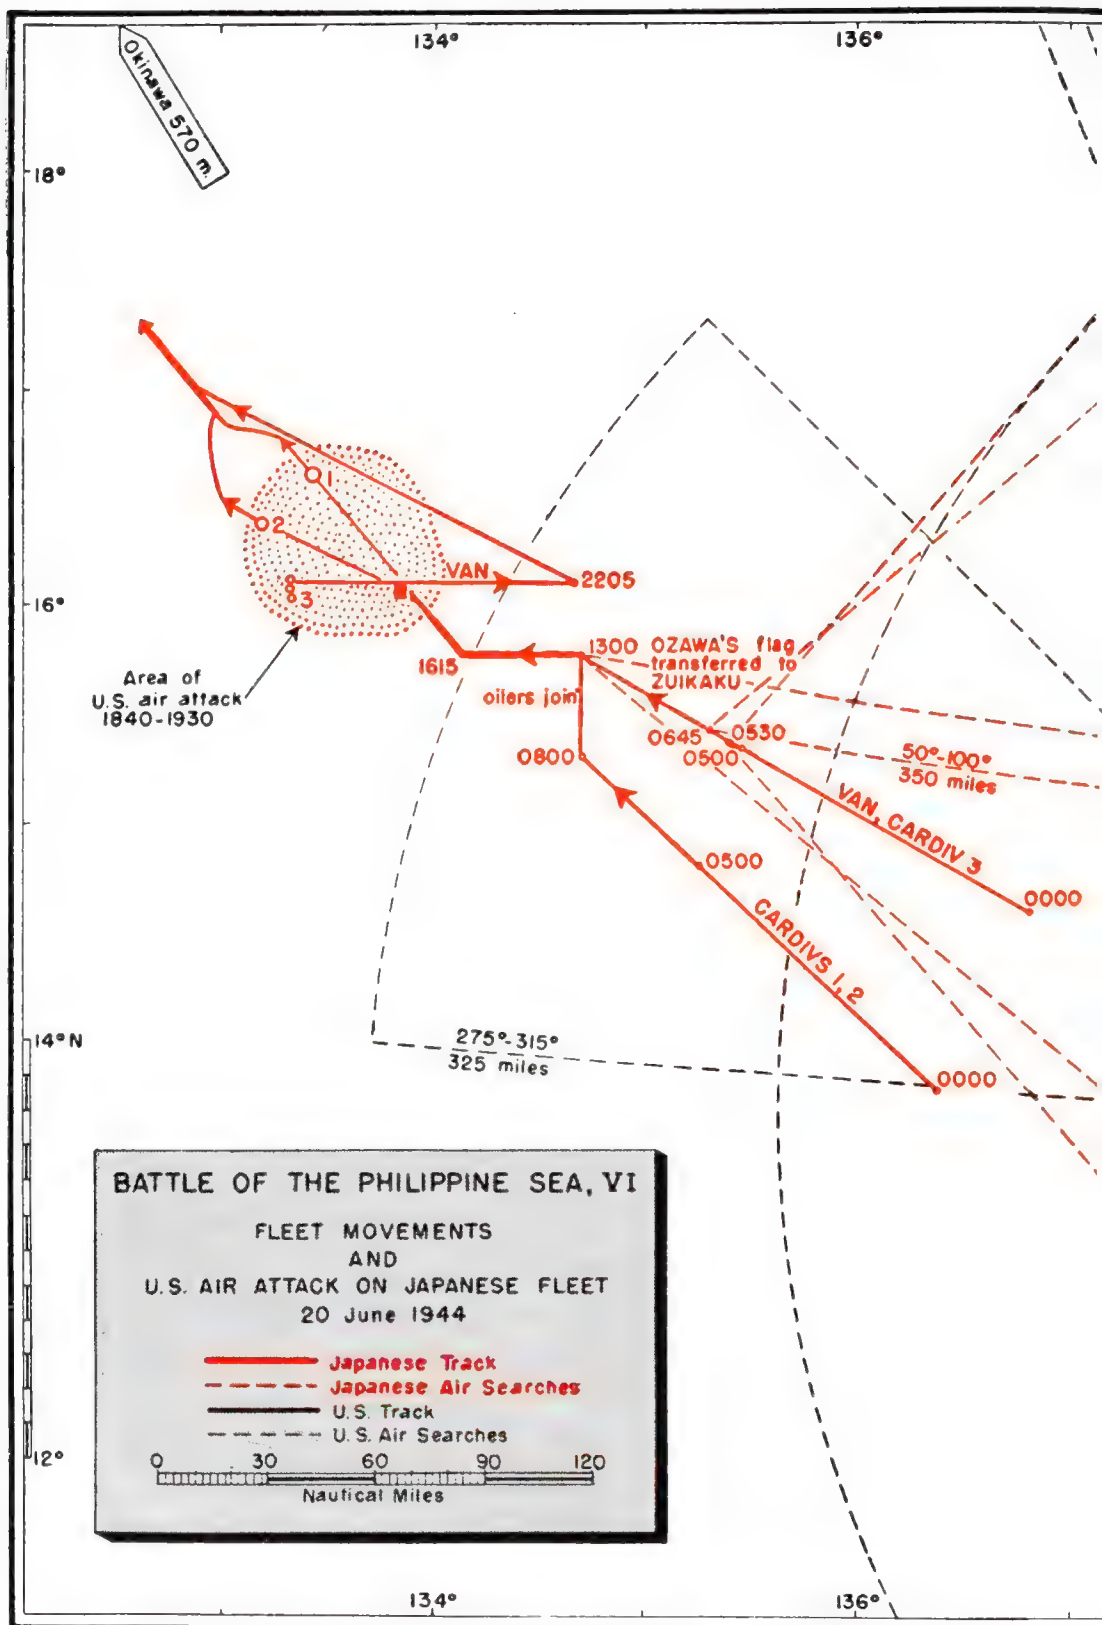 134°
136°
Okinawa 570 m.
18°
1
2
VAN
2205
3
16°
1300 OZAWA'S flag
transferred to
ZUIKAKU
1615
Area of
U.S. air attack
1840-1930
oilers join
0645
0530
0500
0800
50°-100°
350 miles
VAN, CARDIV 3
0500
0000
CARDIVS 1, 2
14°N
275°-315°
325 miles
0000
BATTLE OF THE PHILIPPINE SEA, VI
FLEET MOVEMENTS
AND
U.S. AIR ATTACK ON JAPANESE FLEET
20 June 1944
Japanese Track
Japanese Air Searches
U.S. Track
U.S. Air Searches
12°
0 30 60 90 120
Nautical Miles
134°
136°